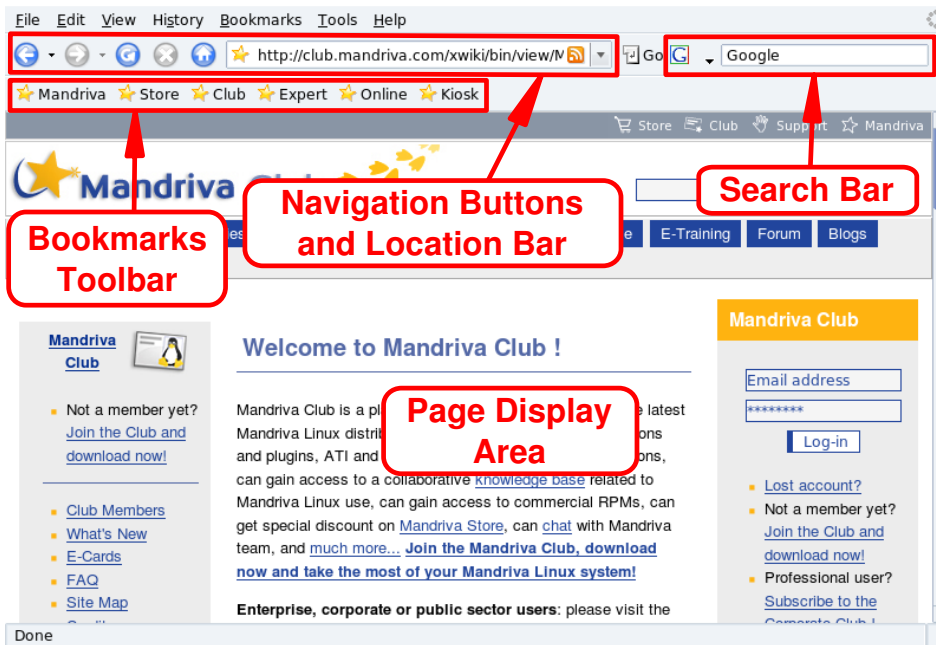 File Edit View History Bookmarks Tools Help
http://club.mandriva.com/xwiki/bin/view/M Go G Google
Mandriva Store Club Expert Online Kiosk
Store Club Support Mandriva
Mandriva
Navigation Buttons
and Location Bar
Search Bar
Bookmarks
Toolbar
E-Training Forum Blogs
Mandriva
Club
Not a member yet?
Join the Club and
download now!
Club Members
What's New
E-Cards
FAQ
Site Map
Welcome to Mandriva Club !
Page Display
Area
Mandriva Club is a latest
Mandriva Linux
and plugins, ATI and
can gain access to a collaborative knowledge base related to
Mandriva Linux use, can gain access to commercial RPMs, can
get special discount on Mandriva Store, can chat with Mandriva
team, and much more... Join the Mandriva Club, download
now and take the most of your Mandriva Linux system!
Enterprise, corporate or public sector users: please visit the
Mandriva Club
Email address
********
Log-in
Lost account?
Not a member yet?
Join the Club and
download now!
Professional user?
Subscribe to the
Corporate Club !
Done